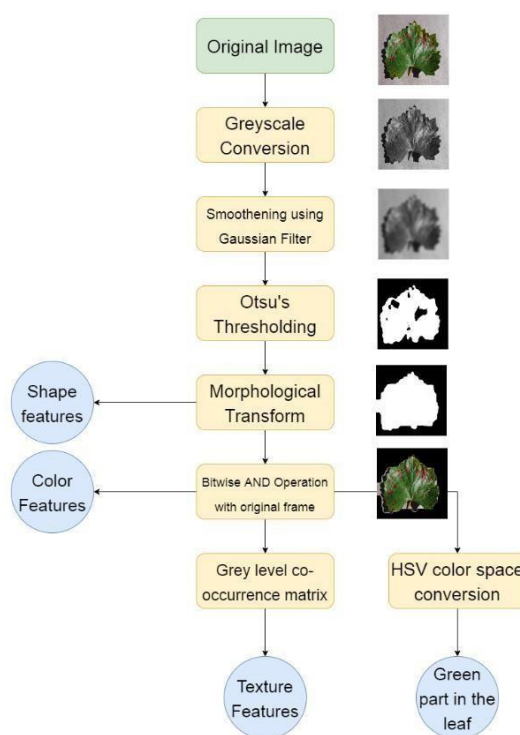 Original Image
Greyscale
Conversion
Smoothening using
Gaussian Filter
Otsu's
Thresholding
Shape
features
Morphological
Transform
Color
Features
Bitwise AND Operation
with original frame
Grey level co-
occurrence matrix
HSV color space
conversion
Texture
Features
Green
part in the
leaf